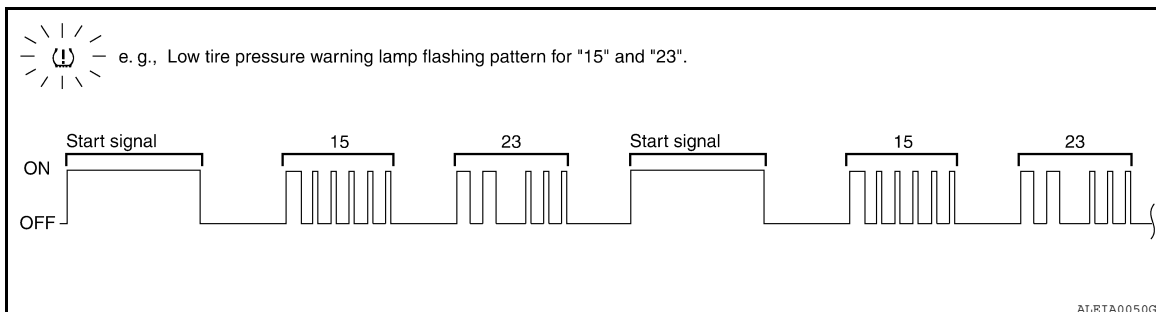 e. g., Low tire pressure warning lamp flashing pattern for "15" and "23".
Start signal 15 23 Start signal 15 23
ON
OFF
ALEIA0050G